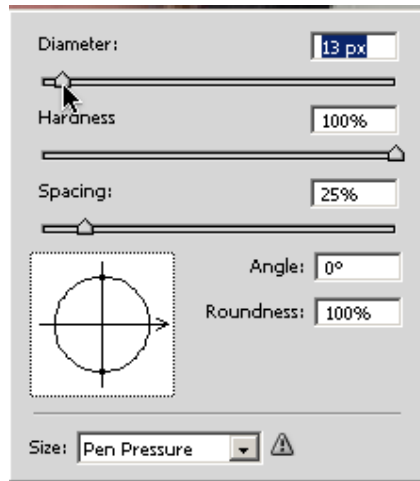 Diameter: 13 px
Hardness 100%
Spacing: 25%
Angle: 0°
Roundness: 100%
Size: Pen Pressure